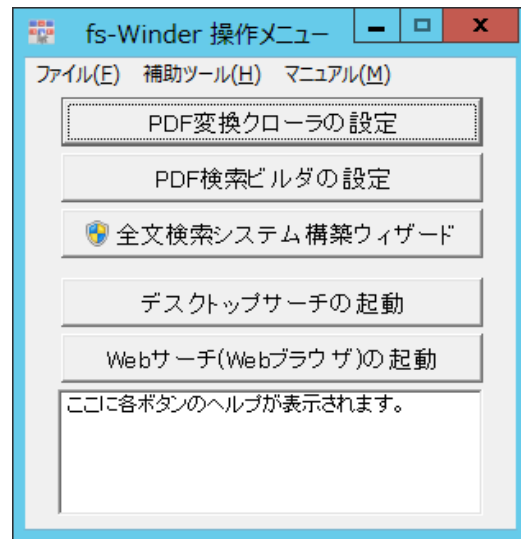 fs-Winder 操作メニュー
ファイル(F) 補助ツール(H) マニュアル(M)
PDF変換クローラの設定
PDF検索ビルダの設定
全文検索システム構築ウィザード
デスクトップサーチの起動
Webサーチ(Webブラウザ)の起動
ここに各ボタンのヘルプが表示されます。